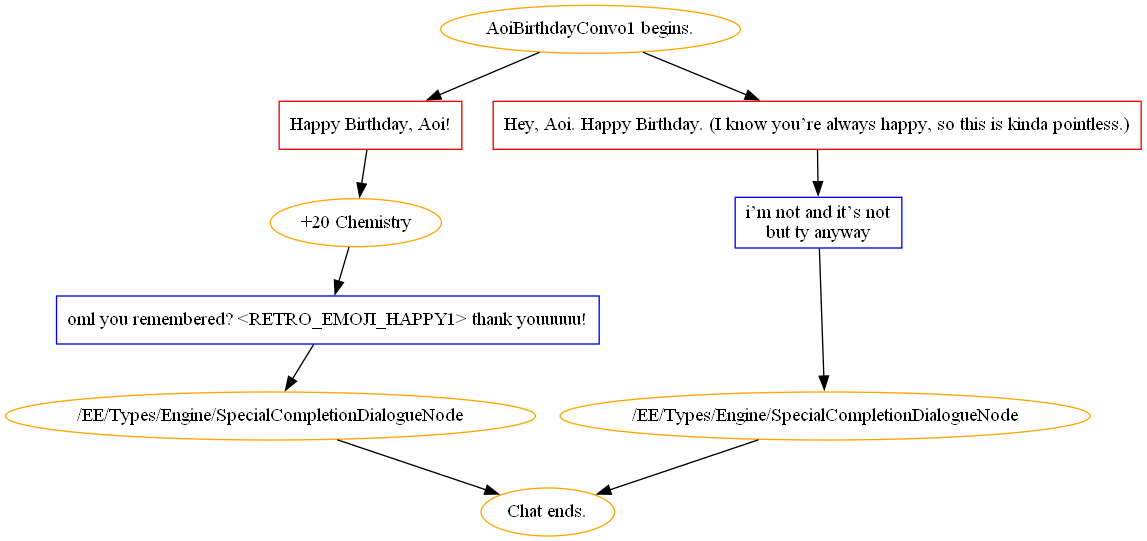 AoiBirthdayConvo1 begins.
Happy Birthday, Aoi!
Hey, Aoi. Happy Birthday. (I know you’re always happy, so this is kinda pointless.)
+20 Chemistry
i’m not and it’s not
but ty anyway
oml you remembered? <RETRO_EMOJI_HAPPY1> thank youuuuu!
/EE/Types/Engine/SpecialCompletionDialogueNode
/EE/Types/Engine/SpecialCompletionDialogueNode
Chat ends.